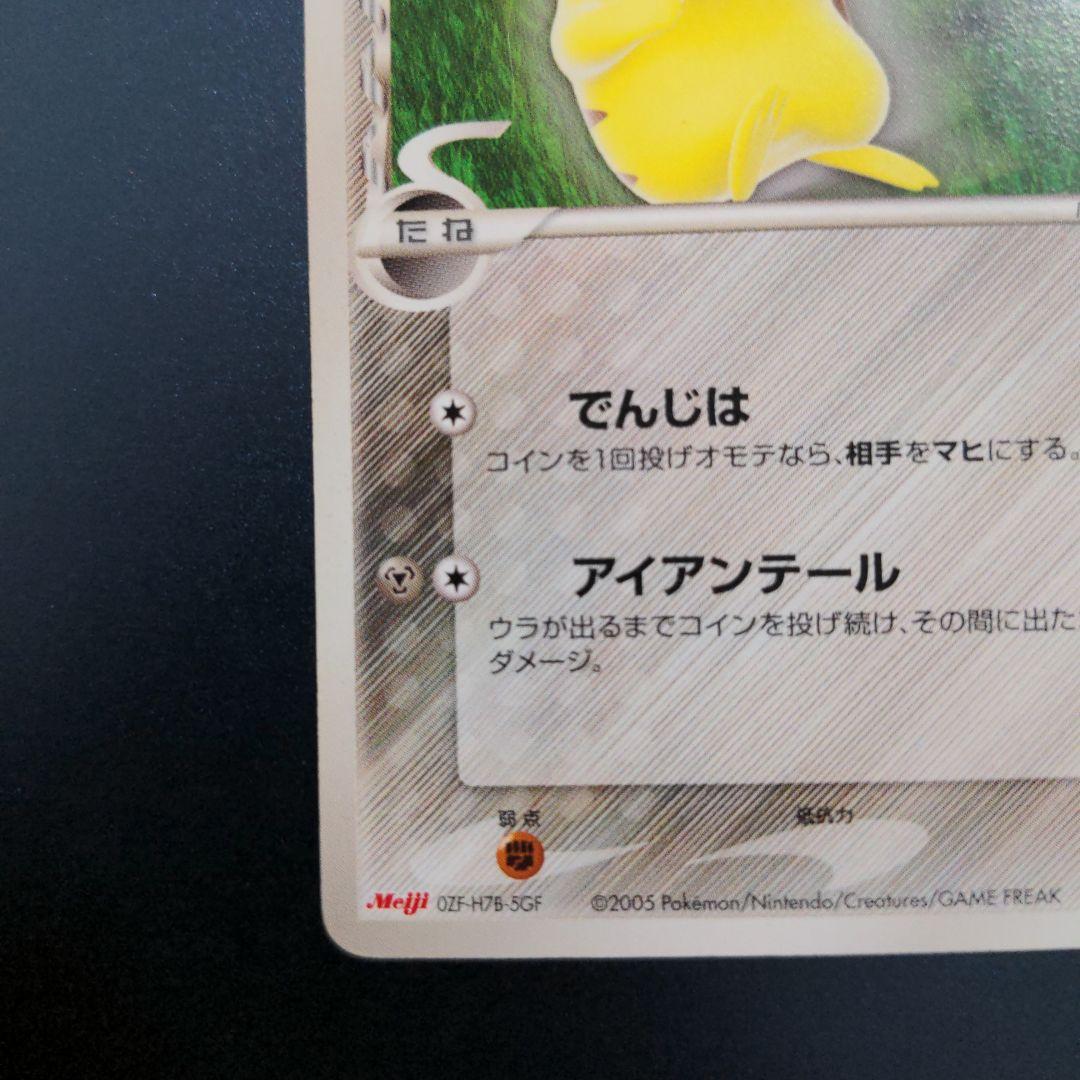 たね
でんじは
コインを1回投げオモテなら、相手をマヒにする。
アイアンテール
ウラが出るまでコインを投げ続け、その間に出た
ダメージ。
弱点 抵抗力
Meiji 0ZF-H7B-5GF ©2005 Pokémon/Nintendo/Creatures/GAME FREAK